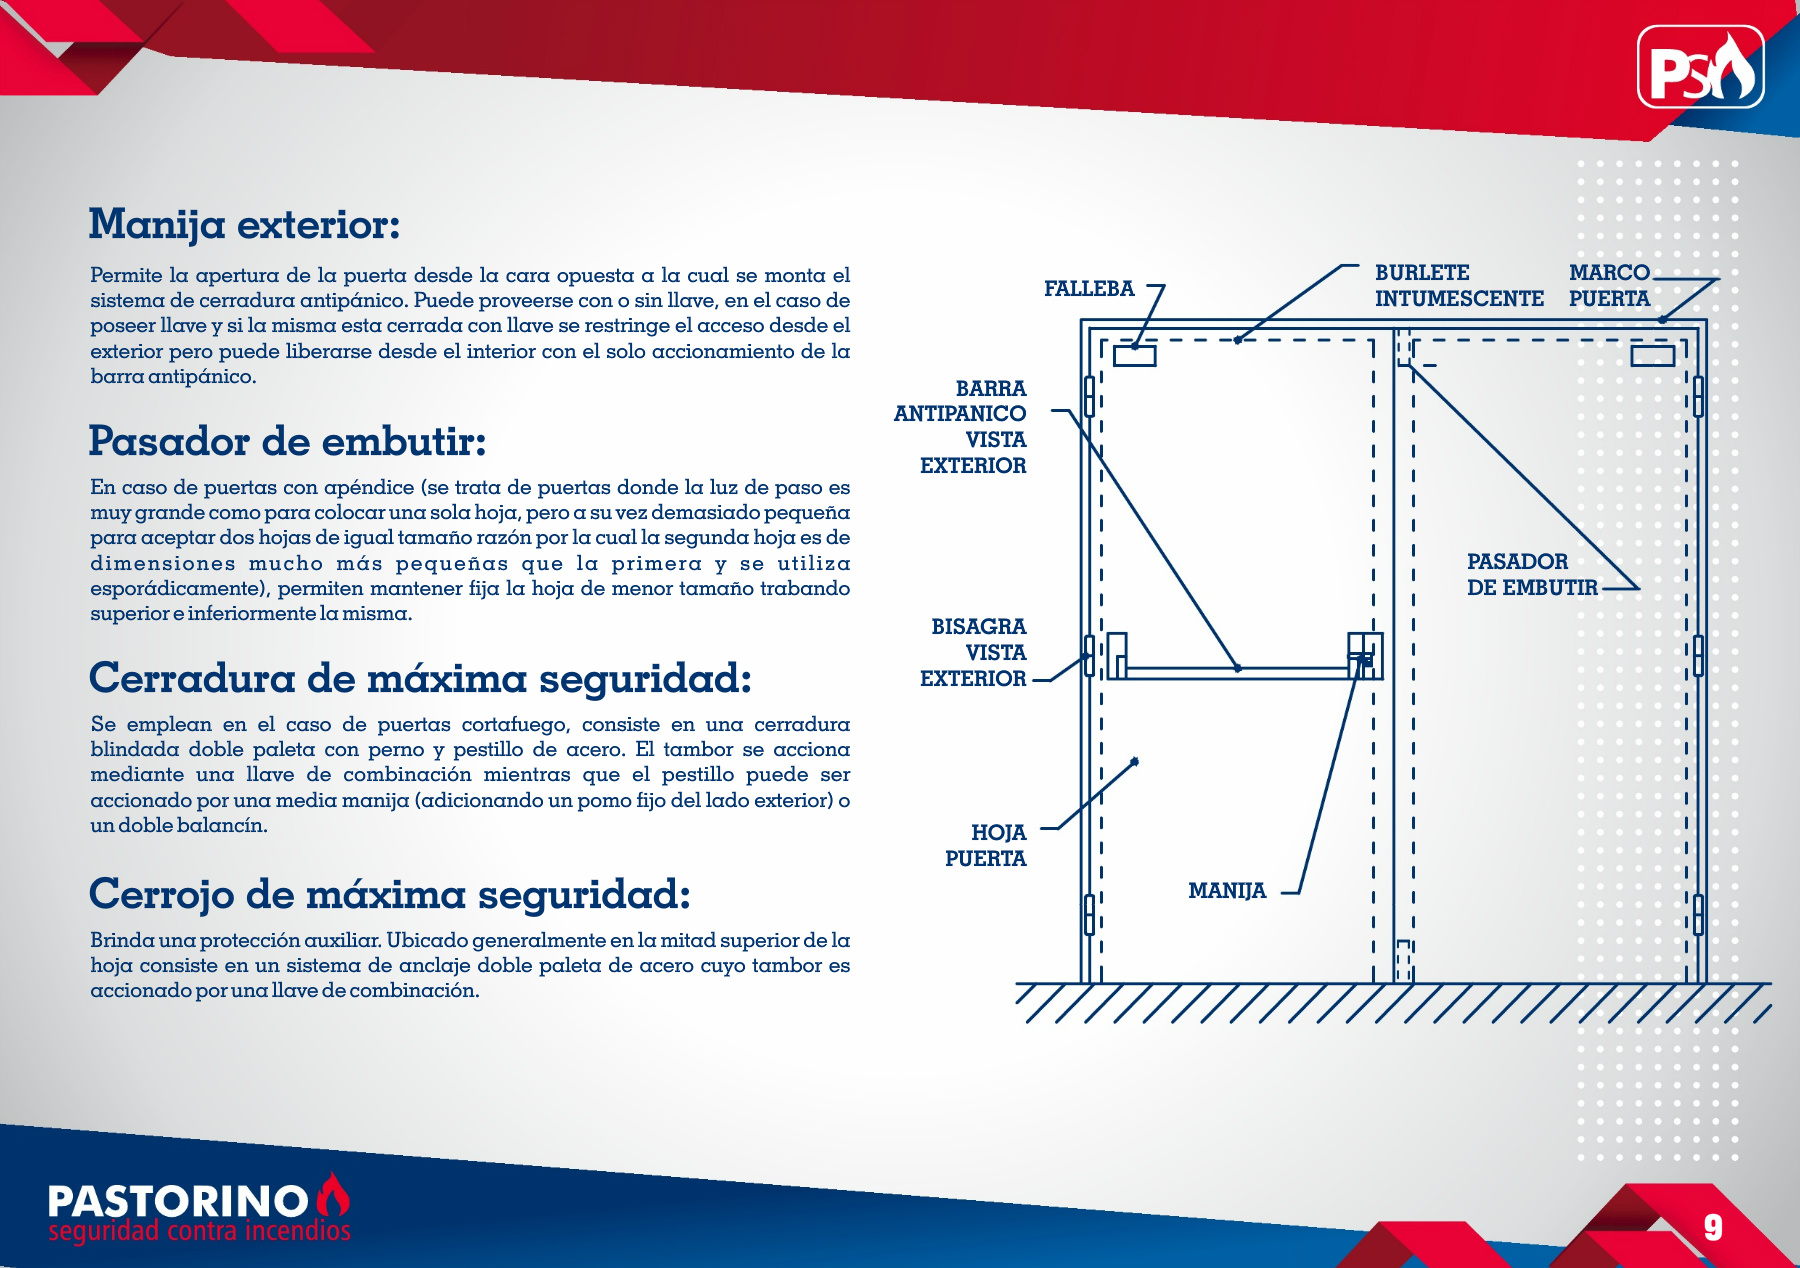 PS
Manija exterior:
Permite la apertura de la puerta desde la cara opuesta a la cual se monta el
sistema de cerradura antipánico. Puede proveerse con o sin llave, en el caso de
poseer llave y si la misma esta cerrada con llave se restringe el acceso desde el
exterior pero puede liberarse desde el interior con el solo accionamiento de la
barra antipánico.
Pasador de embutir:
En caso de puertas con apéndice (se trata de puertas donde la luz de paso es
muy grande como para colocar una sola hoja, pero a su vez demasiado pequeña
para aceptar dos hojas de igual tamaño razón por la cual la segunda hoja es de
dimensiones mucho más pequeñas que la primera y se utiliza
esporádicamente), permiten mantener fija la hoja de menor tamaño trabando
superior e inferiormente la misma.
Cerradura de máxima seguridad:
Se emplean en el caso de puertas cortafuego, consiste en una cerradura
blindada doble paleta con perno y pestillo de acero. El tambor se acciona
mediante una llave de combinación mientras que el pestillo puede ser
accionado por una media manija (adicionando un pomo fijo del lado exterior) o
un doble balancín.
Cerrojo de máxima seguridad:
Brinda una protección auxiliar. Ubicado generalmente en la mitad superior de la
hoja consiste en un sistema de anclaje doble paleta de acero cuyo tambor es
accionado por una llave de combinación.
FALLEBA
BURLETE
INTUMESCENTE
MARCO
PUERTA
BARRA
ANTIPANICO
VISTA
EXTERIOR
PASADOR
DE EMBUTIR
BISAGRA
VISTA
EXTERIOR
HOJA
PUERTA
MANIJA
PASTORINO
seguridad contra incendios
9